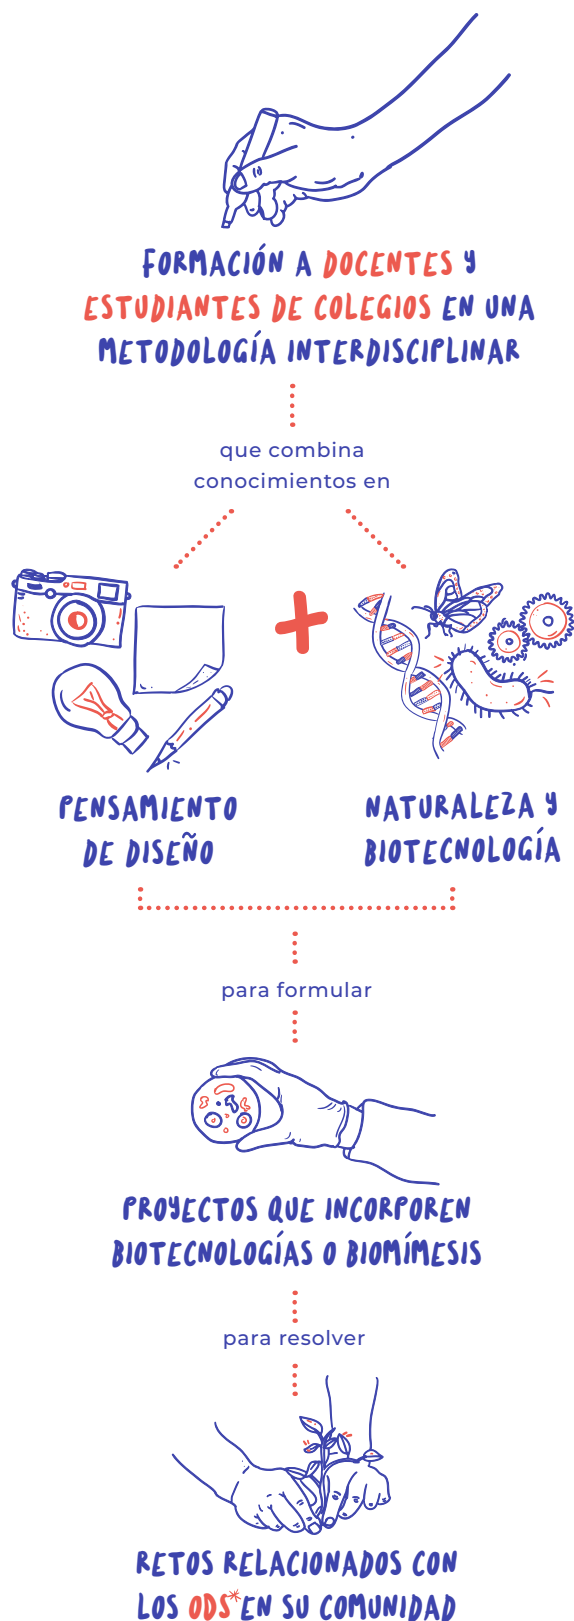 FORMACIÓN A DOCENTES Y
ESTUDIANTES DE COLEGIOS EN UNA
METODOLOGÍA INTERDISCIPLINAR
que combina
conocimientos en
PENSAMIENTO
DE DISEÑO
NATURALEZA Y
BIOTECNOLOGÍA
para formular
PROYECTOS QUE INCORPOREN
BIOTECNOLOGÍAS O BIOMÍMESIS
para resolver
RETOS RELACIONADOS CON
LOS ODS* EN SU COMUNIDAD